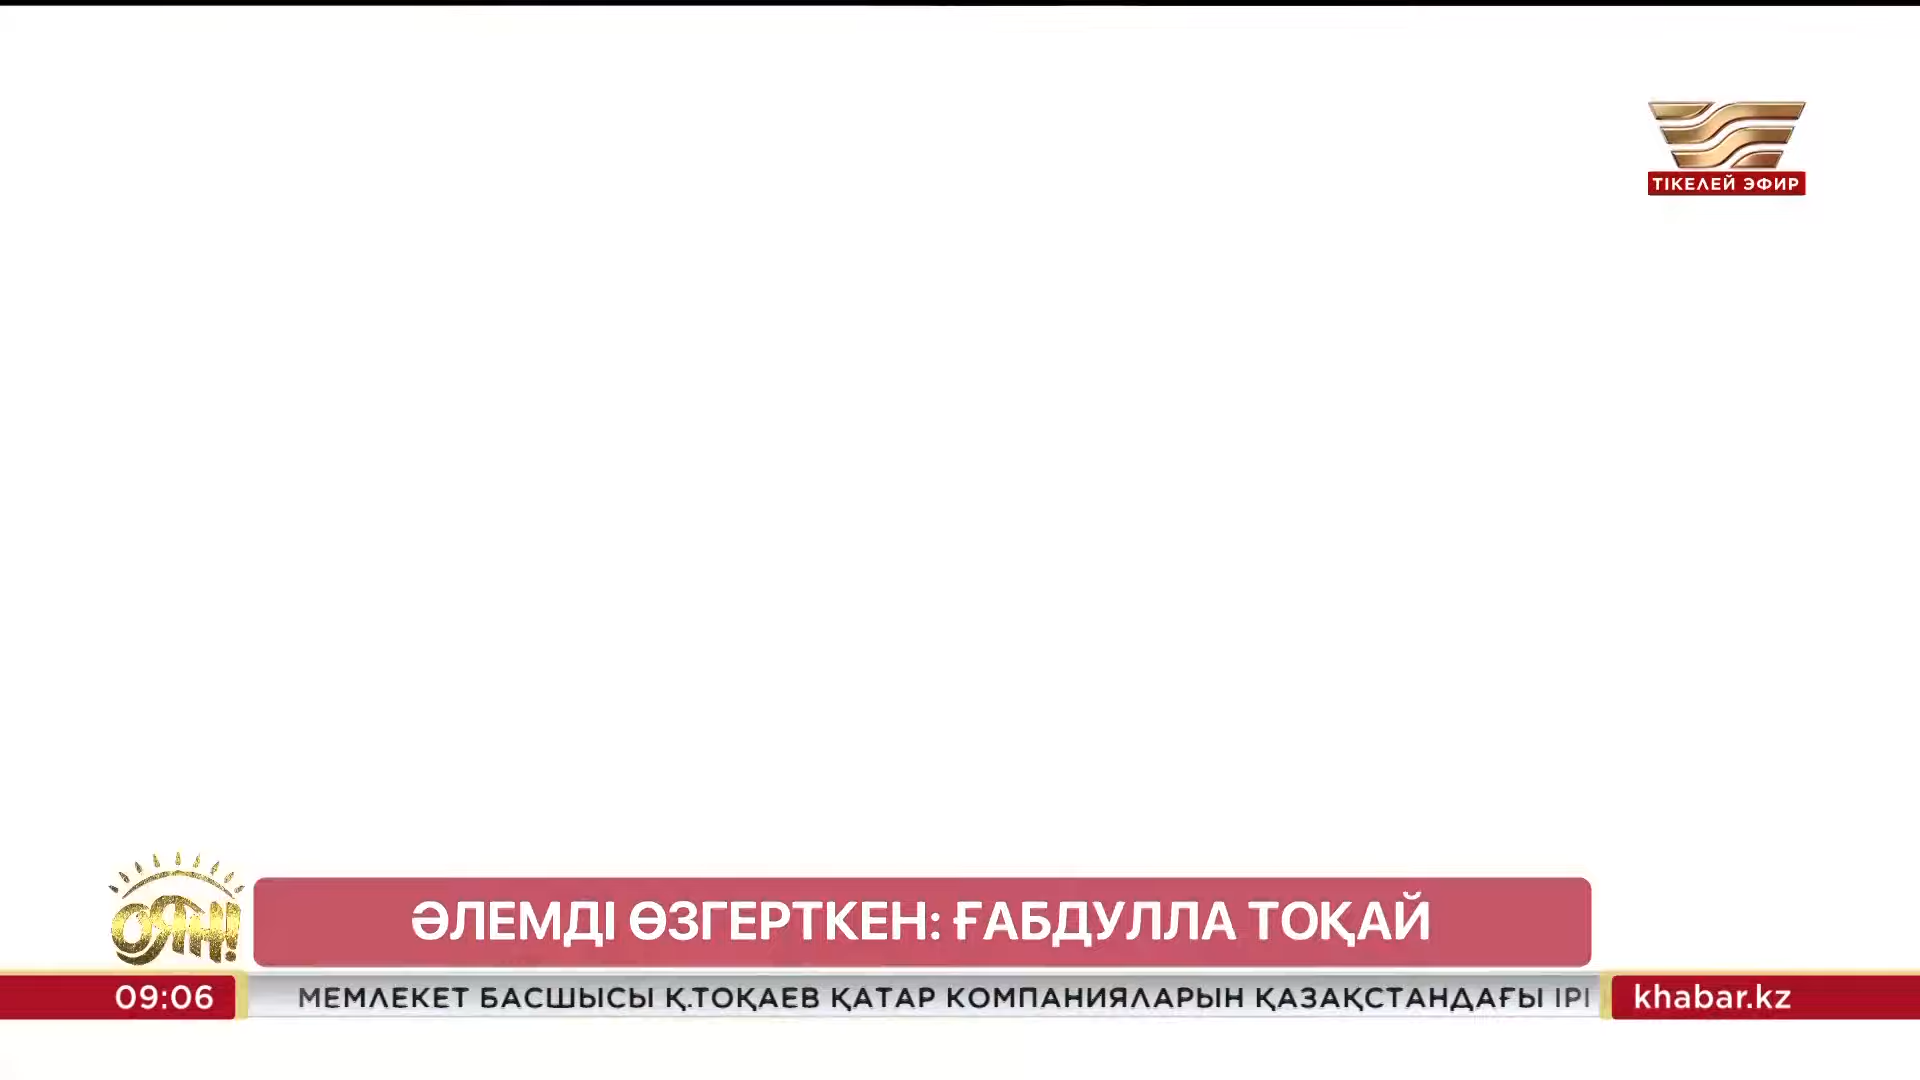 ТІКЕЛЕЙ ЭФИР
ОЯН!
ӘЛЕМДІ ӨЗГЕРТКЕН: ҒАБДУЛЛА ТОҚАЙ
09:06
МЕМЛЕКЕТ БАСШЫСЫ Қ.ТОҚАЕВ ҚАТАР КОМПАНИЯЛАРЫН ҚАЗАҚСТАНДАҒЫ ІРІ
khabar.kz